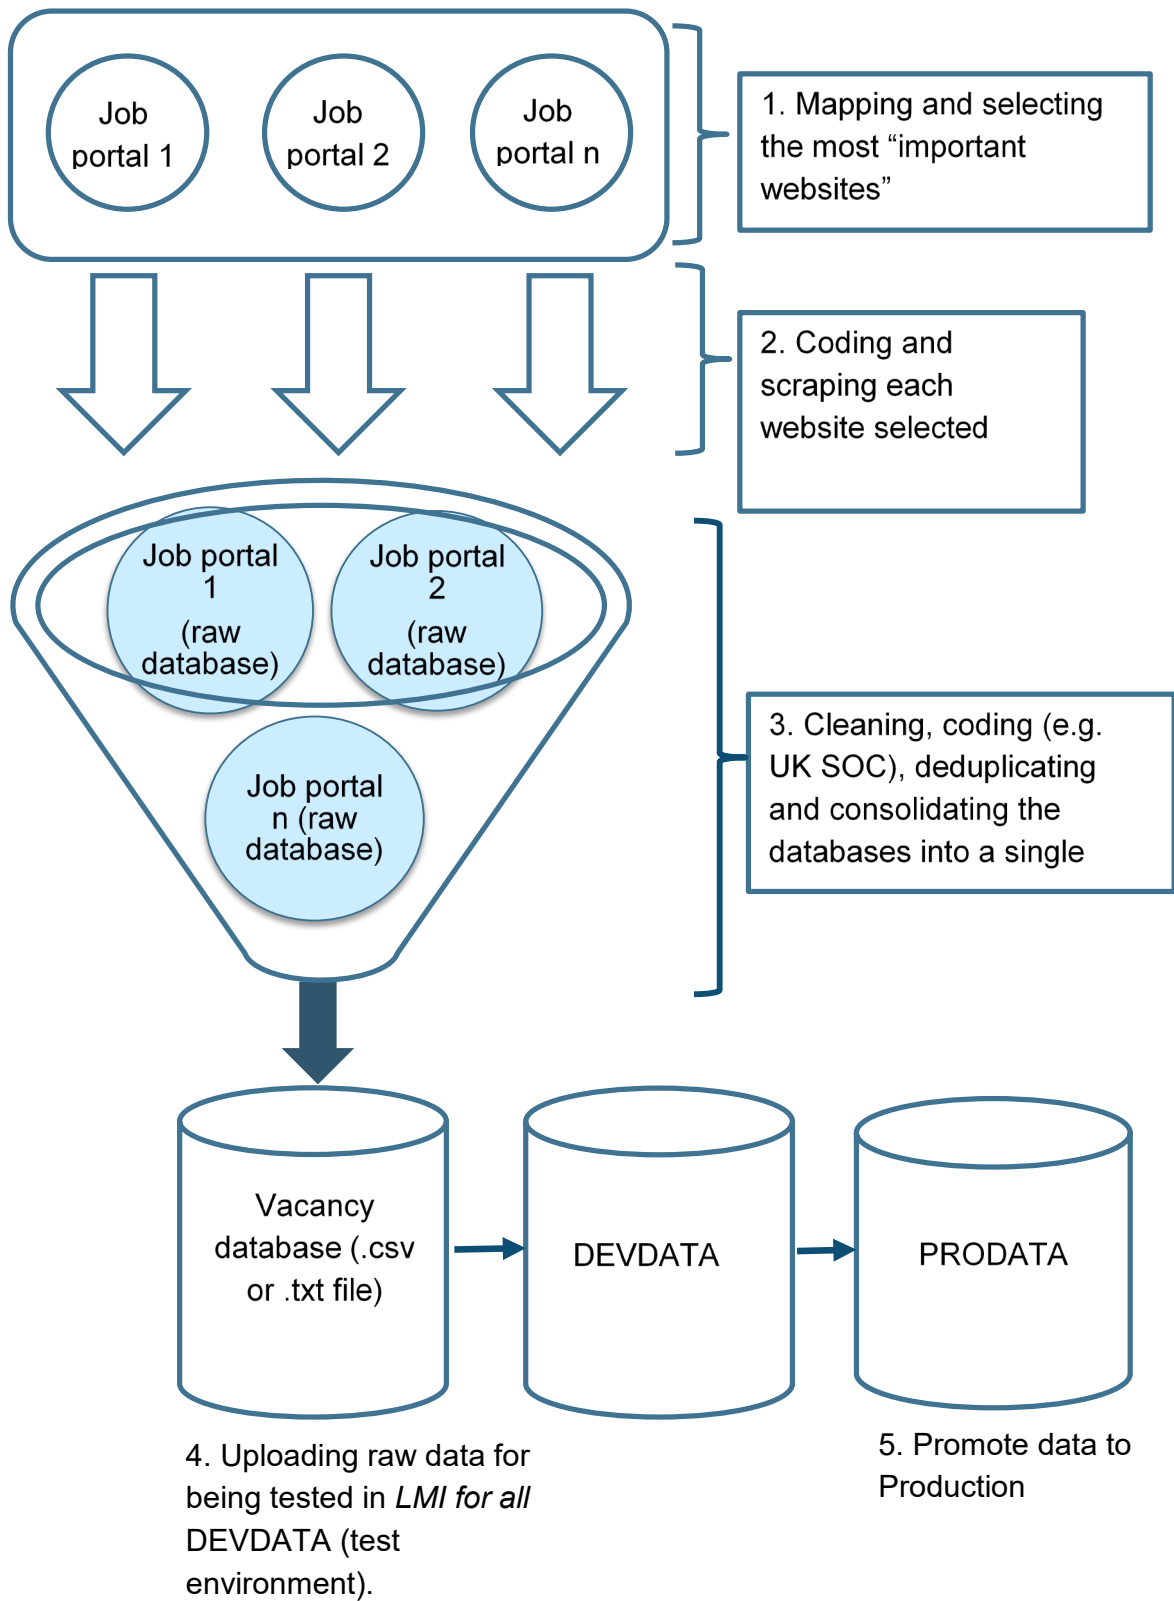 Job
portal 1
Job
portal 2
Job
portal n
1. Mapping and selecting
the most “important
websites”
2. Coding and
scraping each
website selected
Job portal
1
(raw
database)
Job portal
2
(raw
database)
Job portal
n (raw
database)
3. Cleaning, coding (e.g.
UK SOC), deduplicating
and consolidating the
databases into a single
Vacancy
database (.csv
or .txt file)
DEVDATA
PRODATA
4. Uploading raw data for
being tested in LMI for all
DEVDATA (test
environment).
5. Promote data to
Production